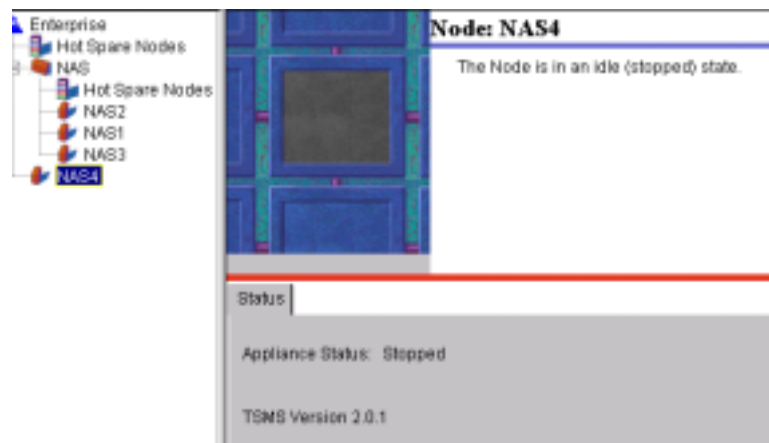 Enterprise
Hot Spare Nodes
NAS
Hot Spare Nodes
NAS2
NAS1
NAS3
NAS4
Node: NAS4
The Node is in an idle (stopped) state.
Status
Appliance Status: Stopped
TSMS Version 2.0.1